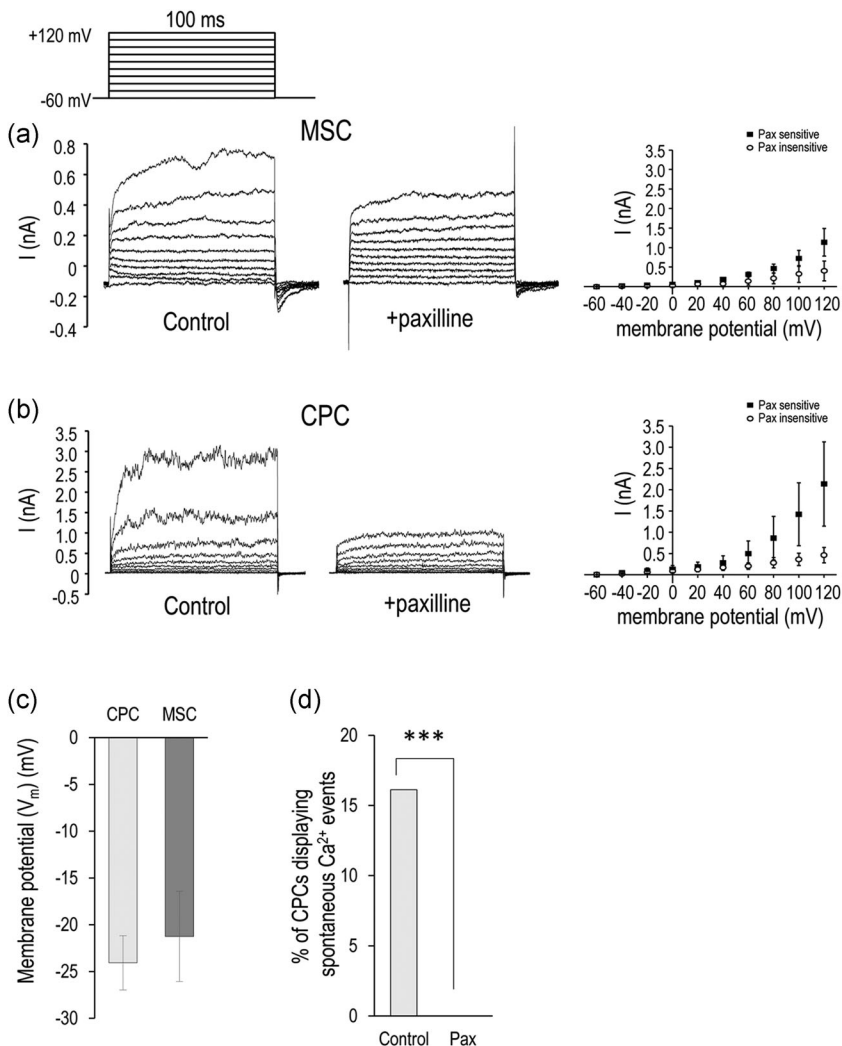 100 ms
+120 mV
-60 mV
(a)
MSC
I (nA)
0.8
0.6
0.4
0.2
0
-0.2
-0.4
Control
+paxilline
Pax sensitive
Pax insensitive
I (nA)
3.5
3.0
2.5
2.0
1.5
1.0
0.5
-60 -40 -20 0 20 40 60 80 100 120
membrane potential (mV)
(b)
CPC
I (nA)
3.5
3.0
2.5
2.0
1.5
1.0
0.5
0
-0.5
Control
+paxilline
Pax sensitive
Pax insensitive
I (nA)
3.5
3.0
2.5
2.0
1.5
1.0
0.5
-60 -40 -20 0 20 40 60 80 100 120
membrane potential (mV)
(c)
CPC MSC
Membrane potential (Vm) (mV)
0
-5
-10
-15
-20
-25
-30
(d)
% of CPCs displaying
spontaneous Ca2+ events
20
15
10
5
0
***
Control Pax